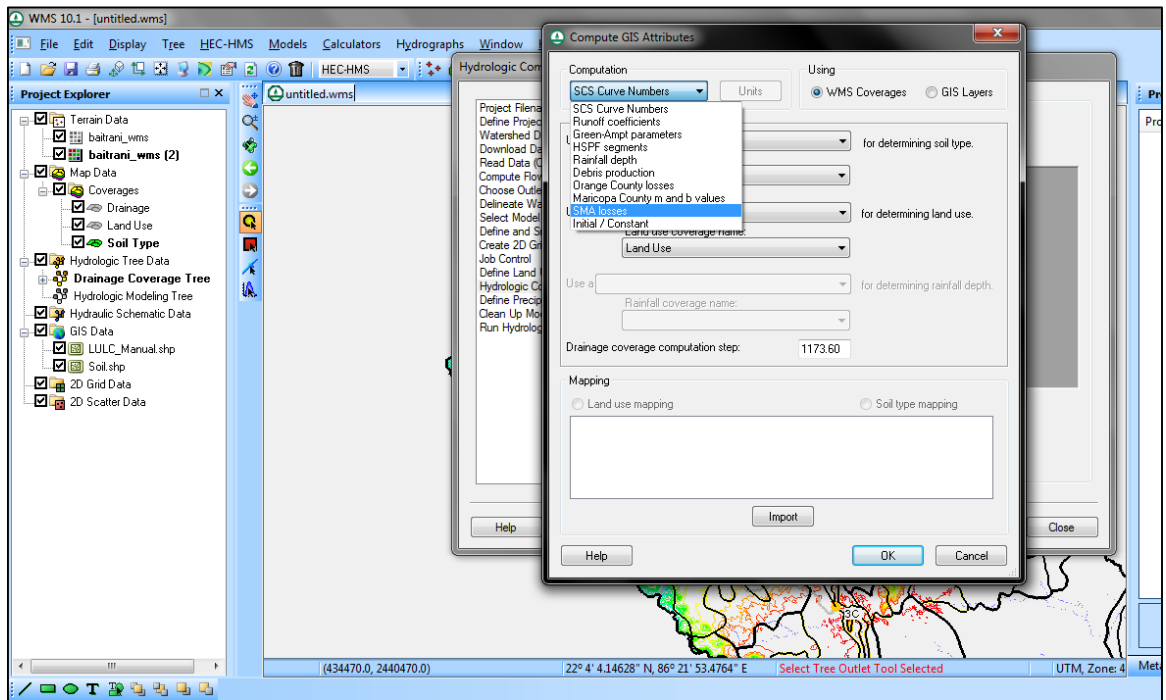 WMS 10.1 - [untitled.wms]
File Edit Display Tree HEC-HMS Models Calculators Hydrographs Window
HEC-HMS
Project Explorer
Terrain Data
baitrani_wms
baitrani_wms (2)
Map Data
Coverages
Drainage
Land Use
Soil Type
Hydrologic Tree Data
Drainage Coverage Tree
Hydrologic Modeling Tree
Hydraulic Schematic Data
GIS Data
LULC_Manual.shp
Soil.shp
2D Grid Data
2D Scatter Data
untitled.wms
Hydrologic Com
Project Filena
Define Projec
Watershed D
Download Da
Read Data (C
Compute Flow
Choose Outle
Delineate Wa
Select Model
Define and S
Create 2D Gri
Job Control
Define Land
Hydrologic Co
Define Precip
Clean Up Mo
Run Hydrolog
Help
Close
Compute GIS Attributes
Computation
SCS Curve Numbers
Units
Using
WMS Coverages
GIS Layers
SCS Curve Numbers
Runoff coefficients
Green-Ampt parameters
HSPF segments
Rainfall depth
Debris production
Orange County losses
Maricopa County m and b values
SMA losses
Initial / Constant
for determining soil type.
for determining land use.
Land use coverage name:
Land Use
Use a
for determining rainfall depth.
Rainfall coverage name:
Drainage coverage computation step:
1173.60
Mapping
Land use mapping
Soil type mapping
Import
Help
OK
Cancel
Pr
Pro
3C
(434470.0, 2440470.0)
22º 4' 4.14628" N, 86º 21' 53.4764" E
Select Tree Outlet Tool Selected
UTM, Zone: 4
Meta
T